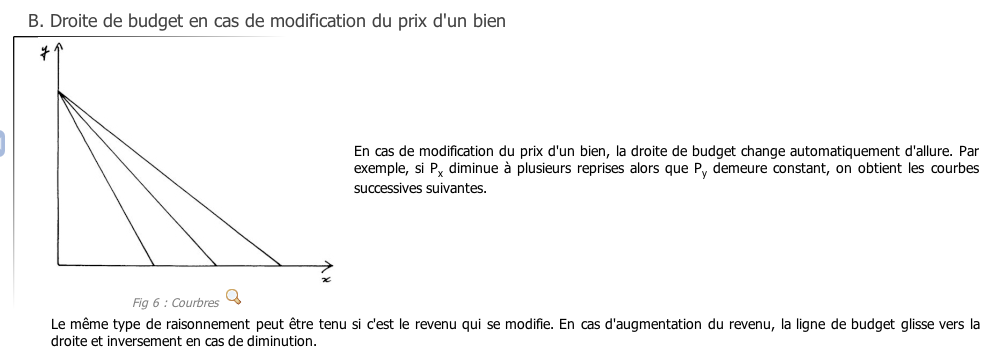 B. Droite de budget en cas de modification du prix d'un bien
y
En cas de modification du prix d'un bien, la droite de budget change automatiquement d'allure. Par
exemple, si Px diminue à plusieurs reprises alors que Py demeure constant, on obtient les courbes
successives suivantes.
x
Fig 6 : Courbres
Le même type de raisonnement peut être tenu si c'est le revenu qui se modifie. En cas d'augmentation du revenu, la ligne de budget glisse vers la
droite et inversement en cas de diminution.